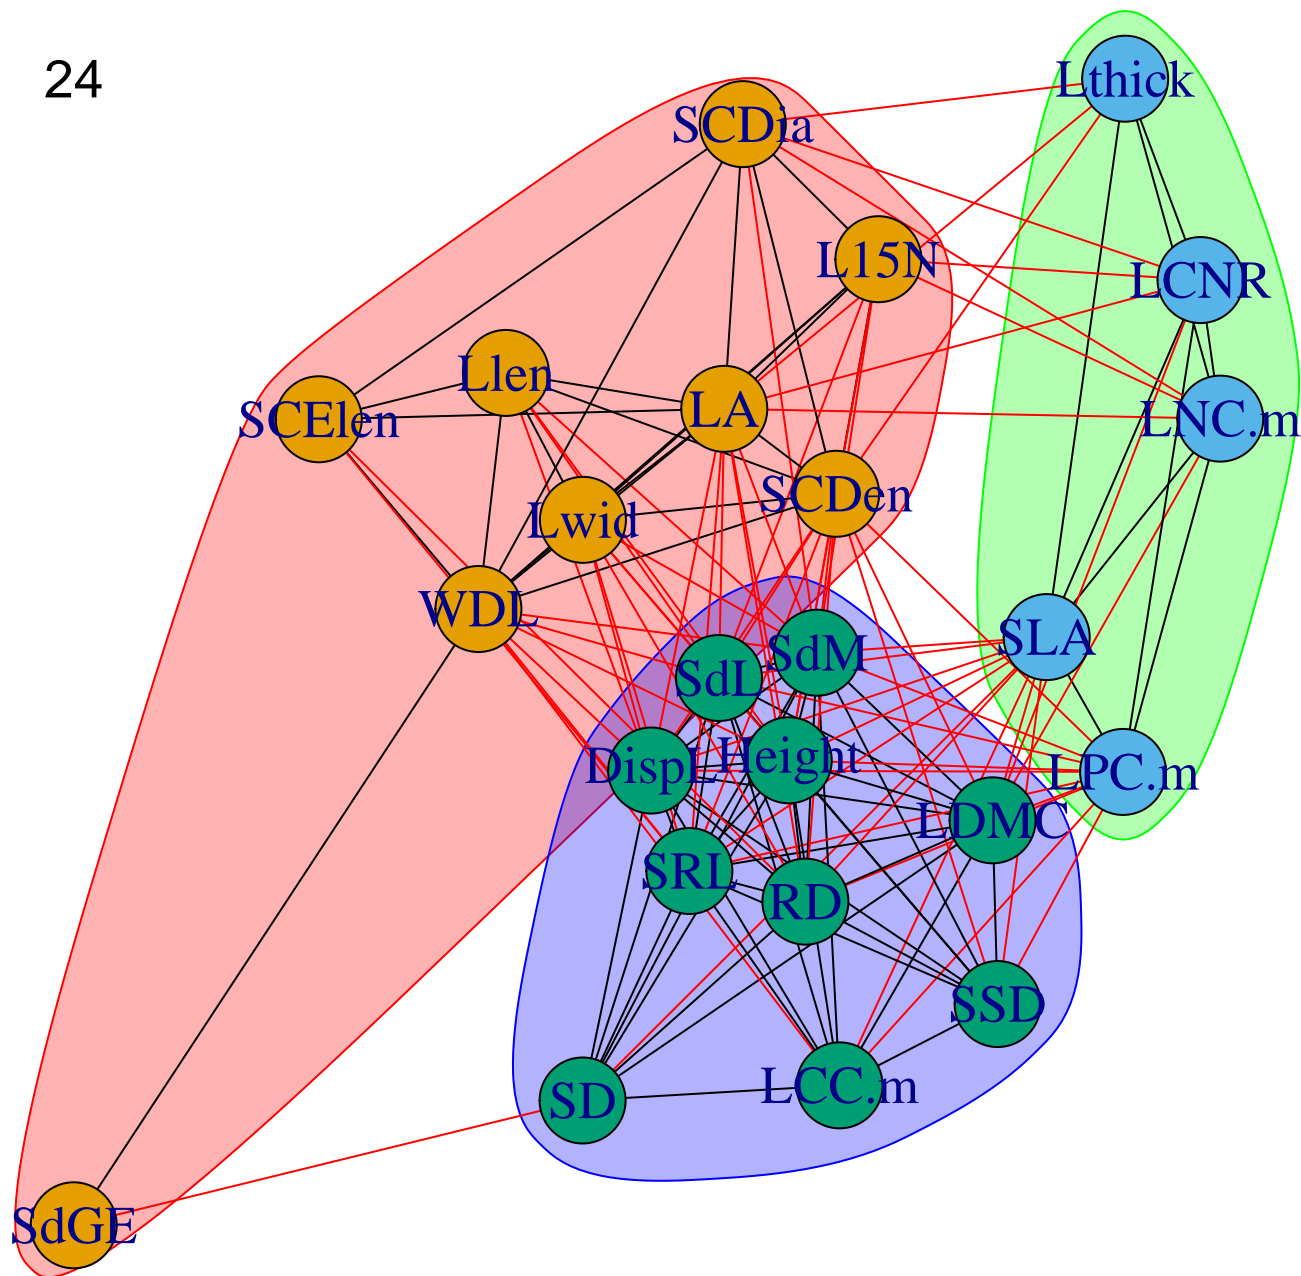 24
Lthick
SCDia
L15N
LCNR
Llen
SCElen
LA
LNC.m
SCDen
Lwid
WDL
SLA
SdM
SdL
Height
DispL
LPC.m
LDMC
SRL
RD
SSD
LCC.m
SD
SdGE